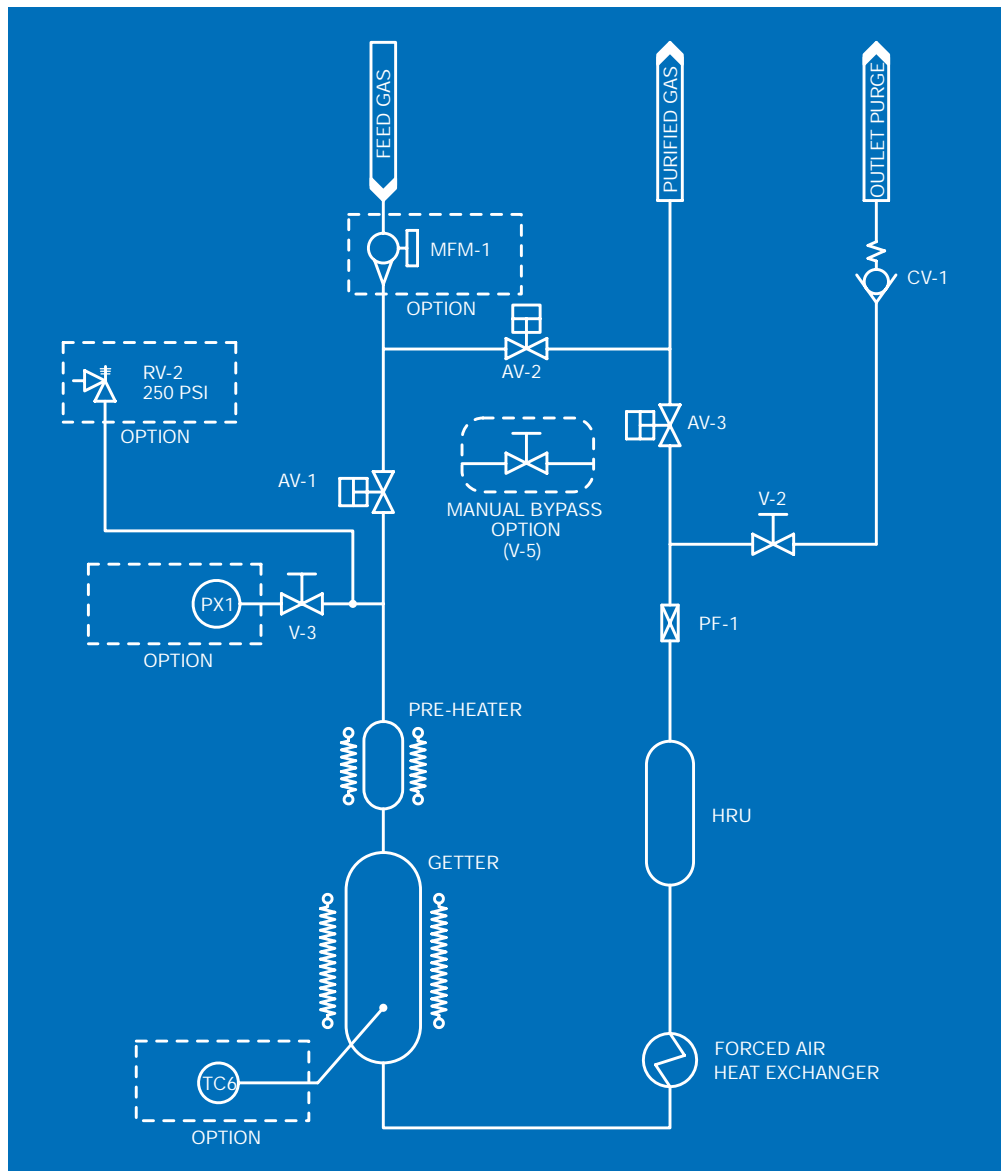 FEED GAS
PURIFIED GAS
OUTLET PURGE
MFM-1
OPTION
CV-1
AV-2
RV-2
250 PSI
OPTION
AV-3
AV-1
MANUAL BYPASS
OPTION
(V-5)
V-2
PX1
V-3
OPTION
PF-1
PRE-HEATER
HRU
GETTER
FORCED AIR
HEAT EXCHANGER
TC6
OPTION